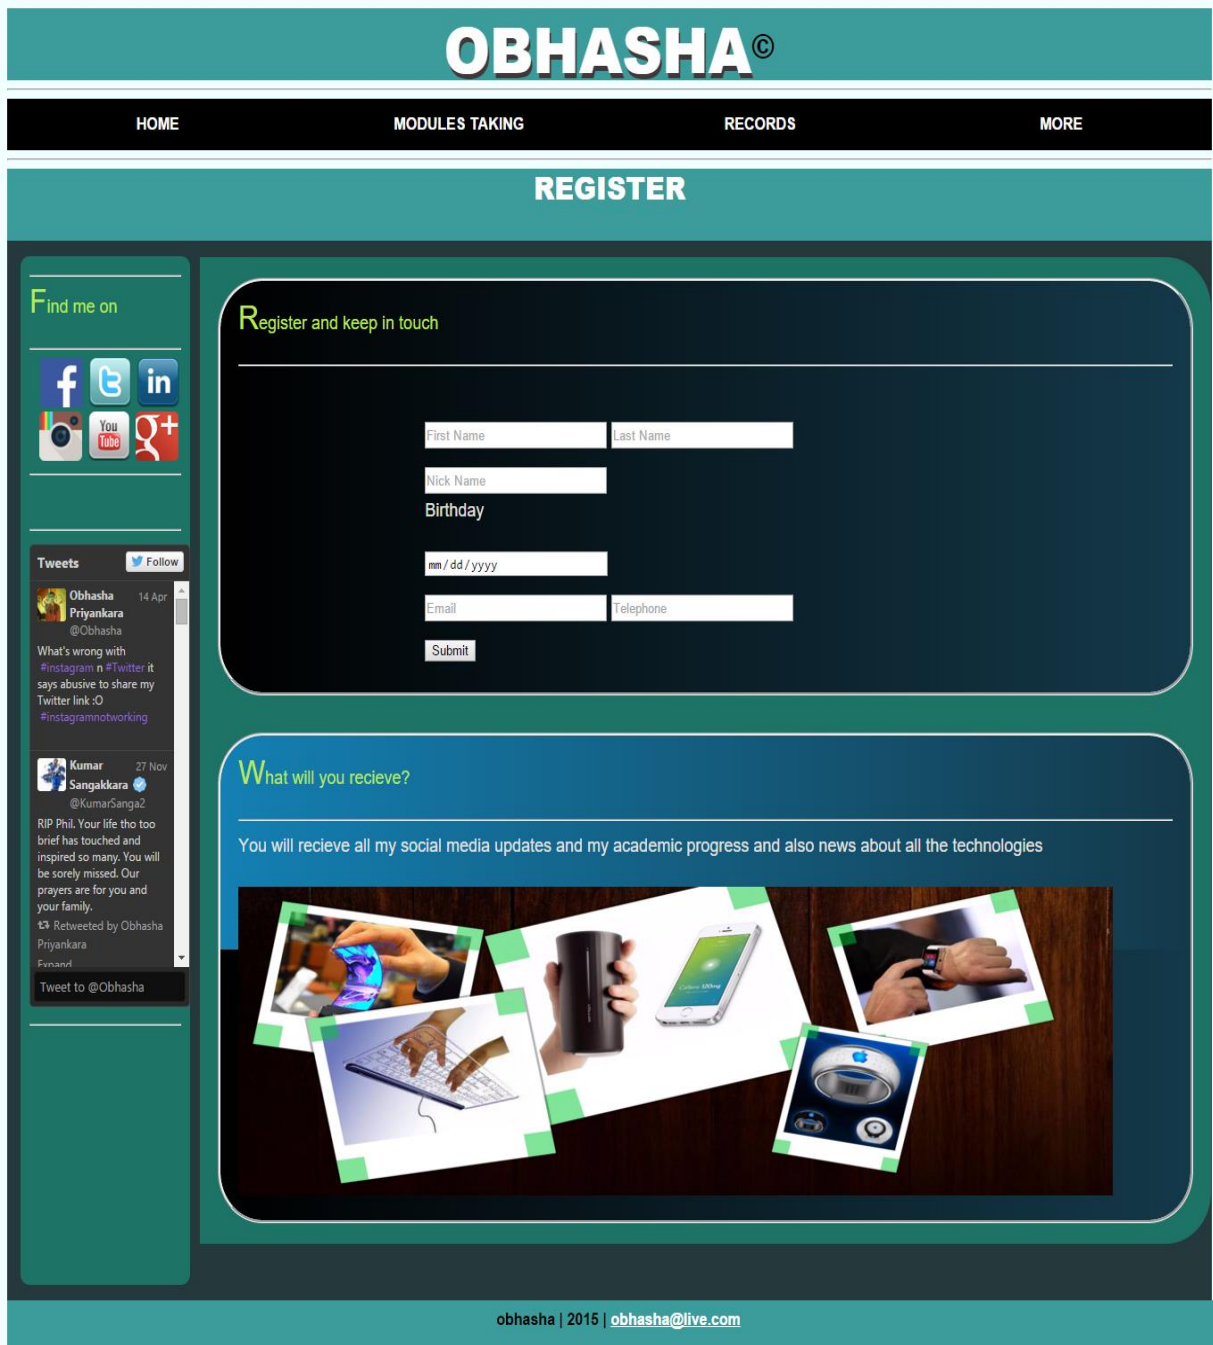 OBHASHA©
HOME MODULES TAKING RECORDS MORE
REGISTER
Find me on
f t in
You
Tube
g+
Tweets Follow
Obhasha 14 Apr
Priyankara
@Obhasha
What's wrong with
#instagram n #Twitter it
says abusive to share my
Twitter link :O
#instagramnotworking
Kumar 27 Nov
Sangakkara
@KumarSanga2
RIP Phil. Your life tho too
brief has touched and
inspired so many. You will
be sorely missed. Our
prayers are for you and
your family.
Retweeted by Obhasha
Priyankara
Expand
Tweet to @Obhasha
Register and keep in touch
First Name Last Name
Nick Name
Birthday
mm/dd/yyyy
Email Telephone
Submit
What will you recieve?
You will recieve all my social media updates and my academic progress and also news about all the technologies
obhasha | 2015 | obhasha@live.com